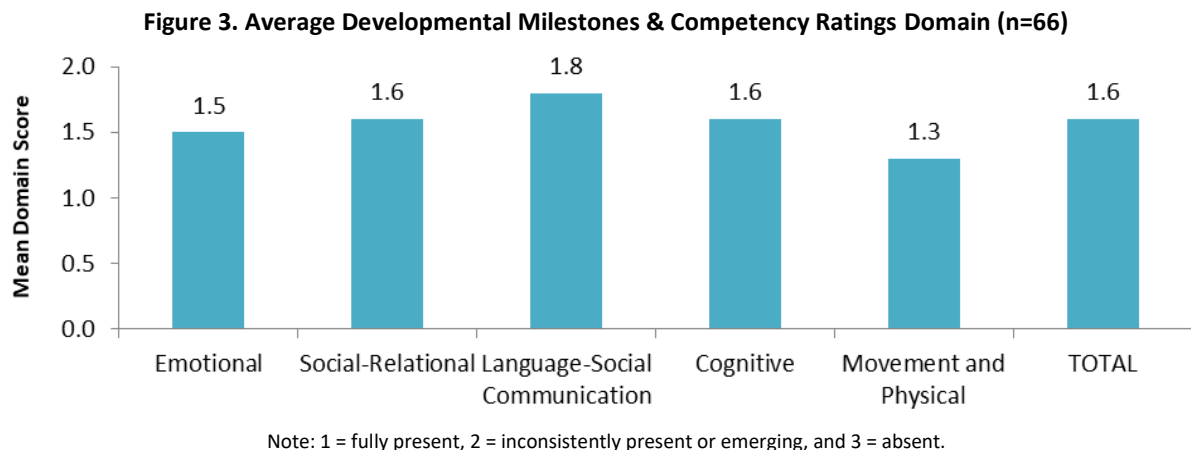 Figure 3. Average Developmental Milestones & Competency Ratings Domain (n=66)
Mean Domain Score
2.0
1.5
1.0
0.5
0.0
1.5
1.6
1.8
1.6
1.3
1.6
Emotional
Social-Relational
Language-Social
Communication
Cognitive
Movement and
Physical
TOTAL
Note: 1 = fully present, 2 = inconsistently present or emerging, and 3 = absent.